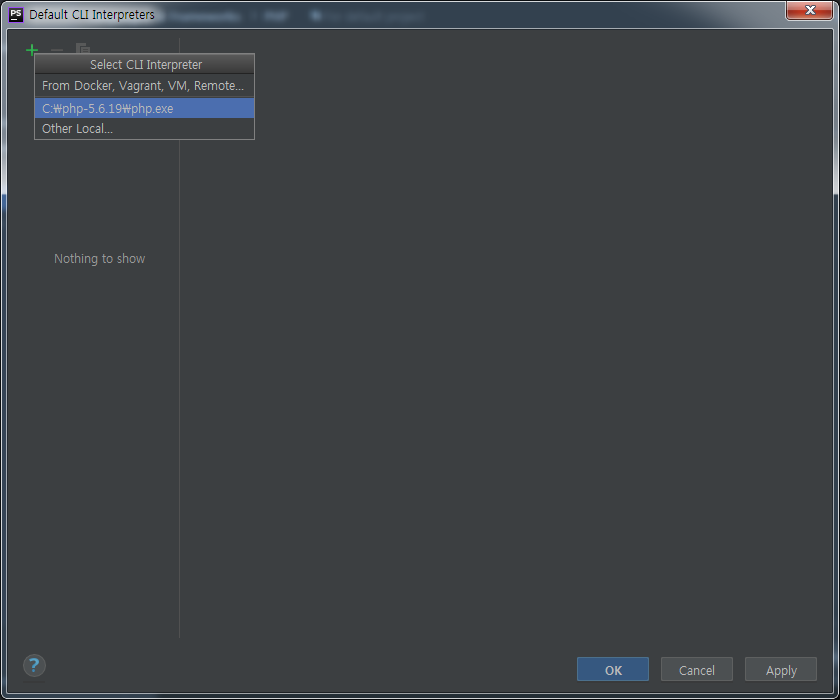 PS Default CLI Interpreters
Select CLI Interpreter
From Docker, Vagrant, VM, Remote...
C:₩php-5.6.19₩php.exe
Other Local...
Nothing to show
?
OK
Cancel
Apply